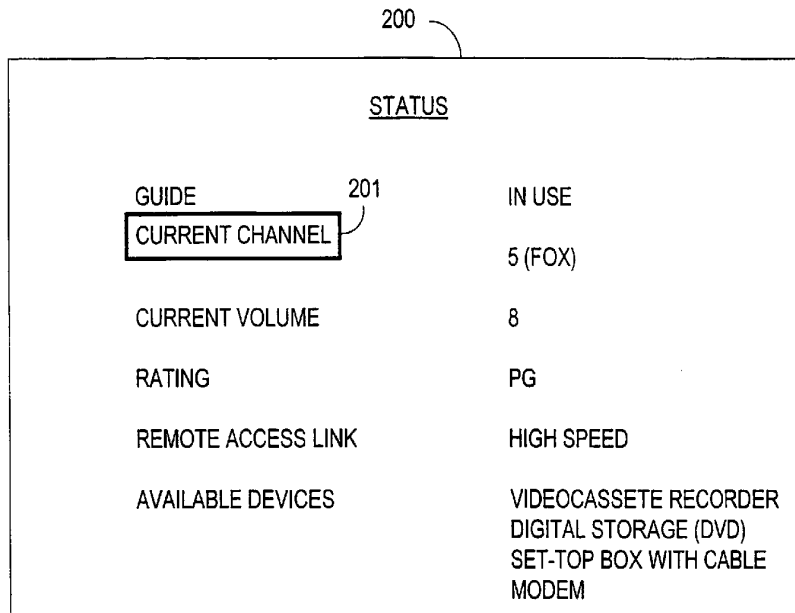 200
STATUS
GUIDE IN USE
201
CURRENT CHANNEL
5 (FOX)
CURRENT VOLUME 8
RATING PG
REMOTE ACCESS LINK HIGH SPEED
AVAILABLE DEVICES VIDEOCASSETE RECORDER
DIGITAL STORAGE (DVD)
SET-TOP BOX WITH CABLE
MODEM